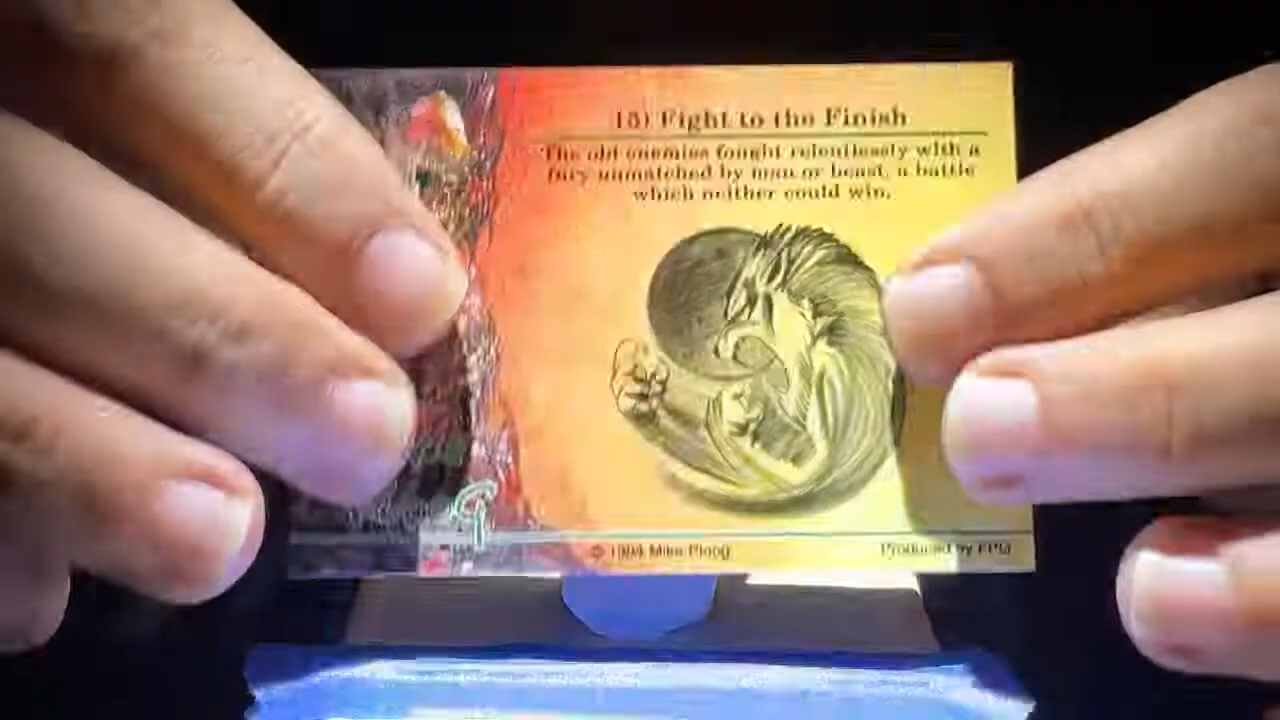 15) Fight to the Finish
The old enemies fought relentlessly with a
fury unmatched by man or beast, a battle
which neither could win.
© 1994 Mike Ploog
Produced by FPG